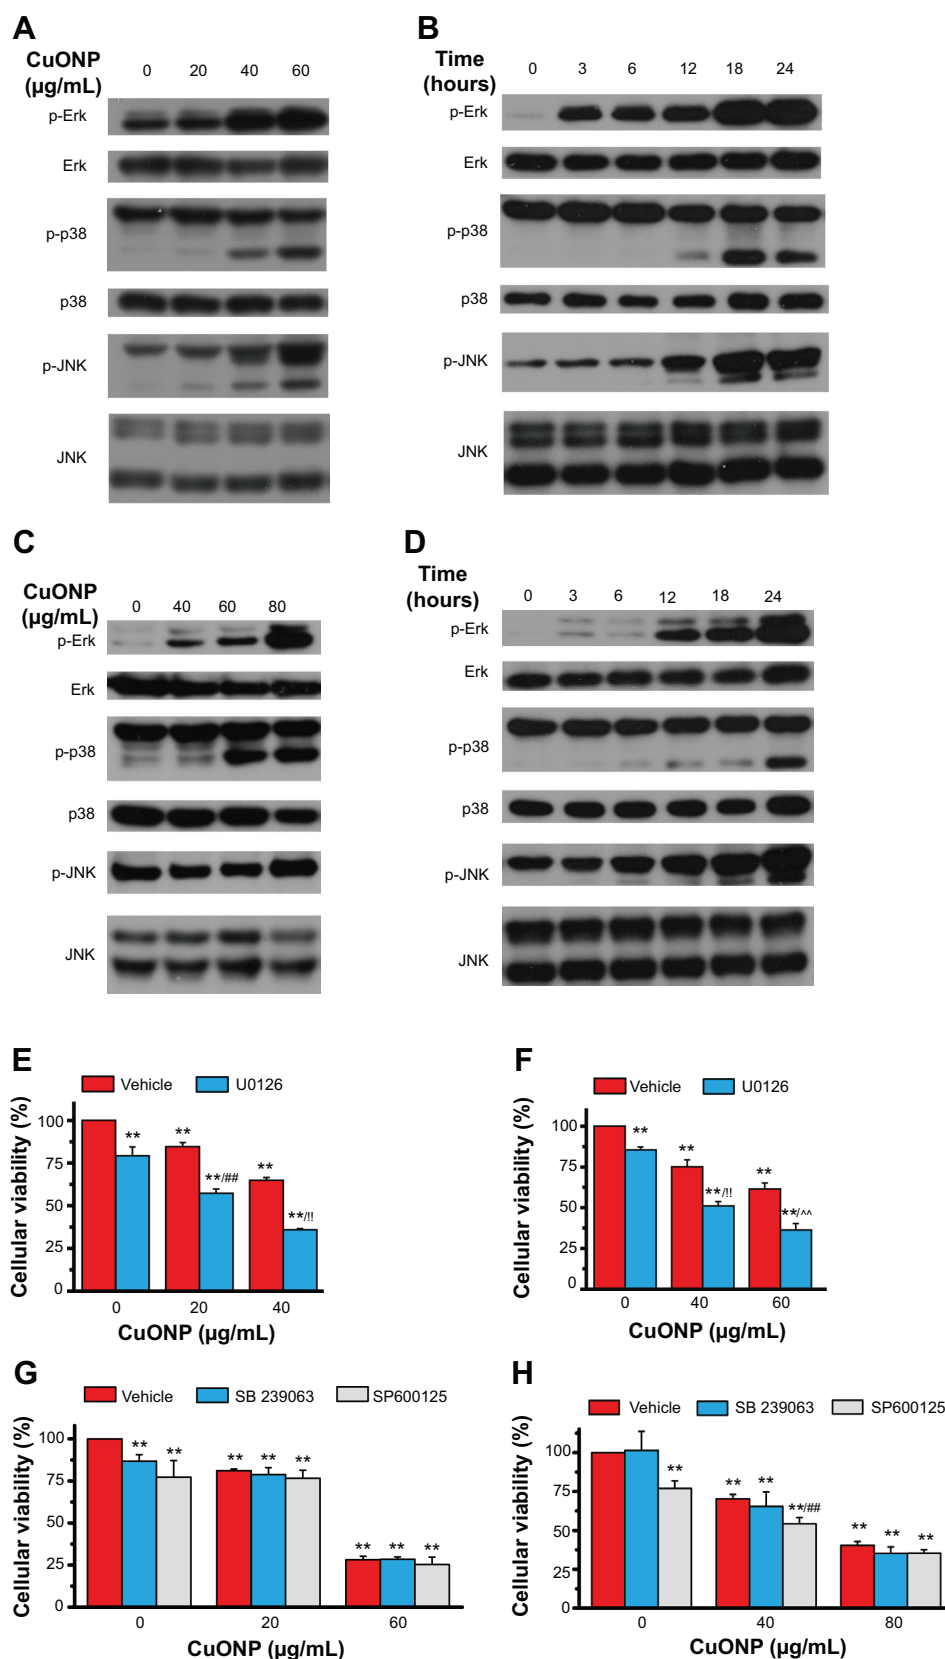 A
CuONP
(µg/mL)
0 20 40 60
p-Erk
Erk
p-p38
p38
p-JNK
JNK
B
Time
(hours)
0 3 6 12 18 24
p-Erk
Erk
p-p38
p38
p-JNK
JNK
C
CuONP
(µg/mL)
0 40 60 80
p-Erk
Erk
p-p38
p38
p-JNK
JNK
D
Time
(hours)
0 3 6 12 18 24
p-Erk
Erk
p-p38
p38
p-JNK
JNK
E
Vehicle U0126
Cellular viability (%)
100
75
50
25
0
**
**
**/##
**
**/!!
0 20 40
CuONP (µg/mL)
F
Vehicle U0126
Cellular viability (%)
100
75
50
25
0
**
**
**/!!
**
**/^^
0 40 60
CuONP (µg/mL)
G
Vehicle SB 239063 SP600125
Cellular viability (%)
100
75
50
25
0
** **
** ** **
** ** **
0 20 60
CuONP (µg/mL)
H
Vehicle SB 239063 SP600125
Cellular viability (%)
100
75
50
25
0
**
** ** **/##
** ** **
0 40 80
CuONP (µg/mL)